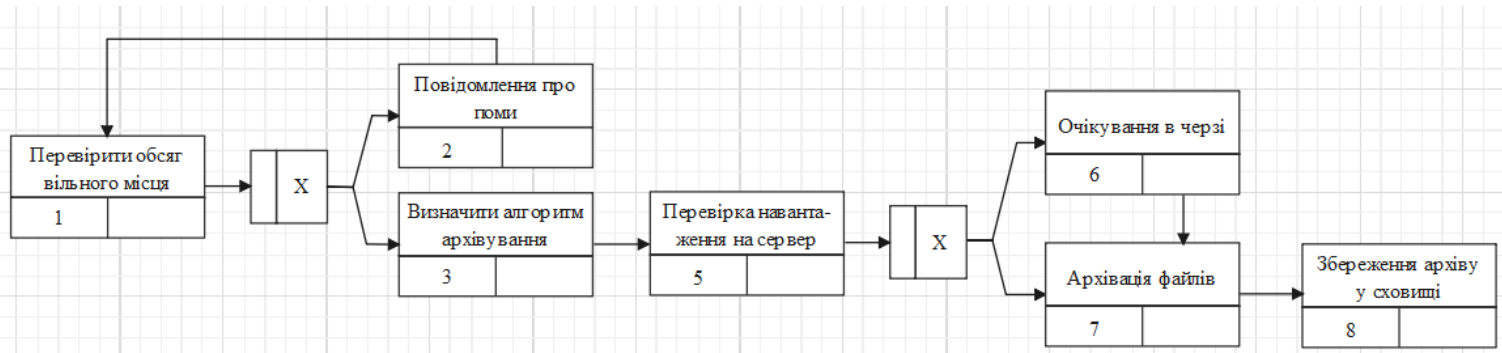 Перевірити обсяг
вільного місця
1
X
Повідомлення про
поми
2
Визначити алгоритм
архівування
3
Перевірка наванта-
ження на сервер
5
X
Очікування в черзі
6
Архівація файлів
7
Збереження архіву
у сховищі
8